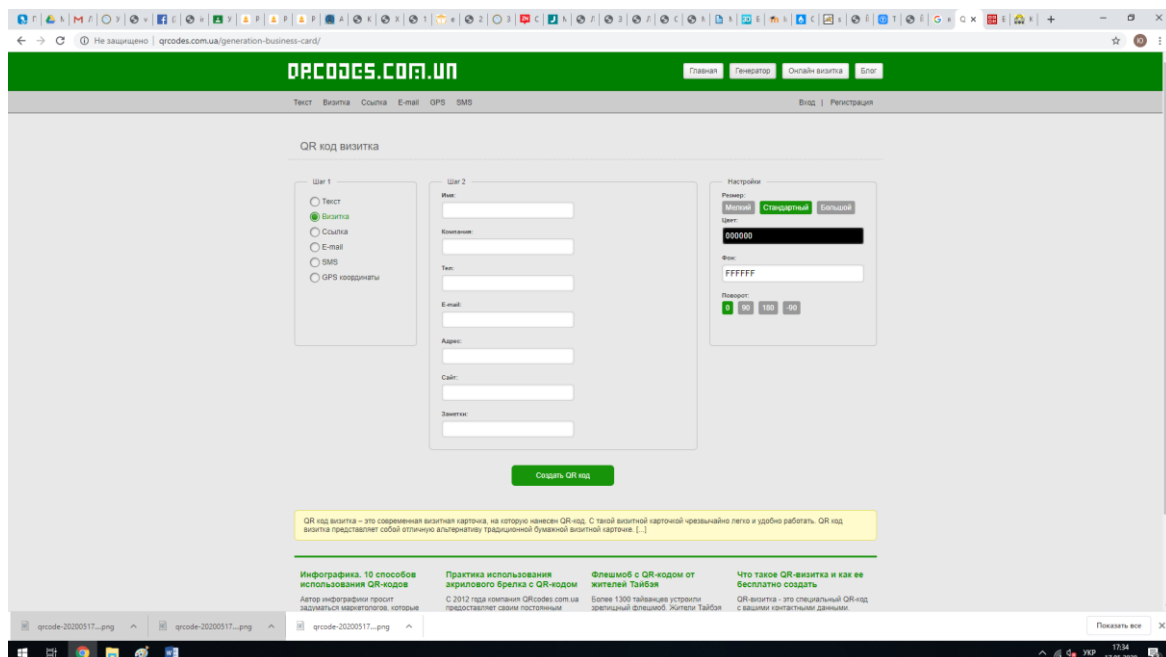 Не защищено | qrcodes.com.ua/generation-business-card/
QRCODES.COM.UA
Главная Генератор Онлайн визитка Блог
Текст Визитка Ссылка E-mail GPS SMS Вход | Регистрация
QR код визитка
Шаг 1
Текст
Визитка
Ссылка
E-mail
SMS
GPS координаты
Шаг 2
Имя:
Компания:
Тел:
E-mail:
Адрес:
Сайт:
Заметки:
Настройки
Размер:
Мелкий Стандартный Большой
Цвет:
000000
Фон:
FFFFFF
Поворот:
0 90 180 -90
Создать QR код
QR код визитка – это современная визитная карточка, на которую нанесен QR-код. С такой визитной карточкой чрезвычайно легко и удобно работать. QR код
визитка представляет собой отличную альтернативу традиционной бумажной визитной карточке. [...]
Инфографика. 10 способов
использования QR-кодов
Автор инфографики просит
задуматься маркетологов, которые
Практика использования
акрилового брелка с QR-кодом
С 2012 года компания QRcodes.com.ua
предоставляет своим постоянным
Флешмоб с QR-кодом от
жителей Тайбэя
Более 1300 тайванцев устроили
зрелищный флешмоб. Жители Тайбэя
Что такое QR-визитка и как ее
бесплатно создать
QR-визитка - это специальный QR-код
с вашими контактными данными.
qrcode-20200517....png qrcode-20200517....png qrcode-20200517....png Показать все
УКР 17:34